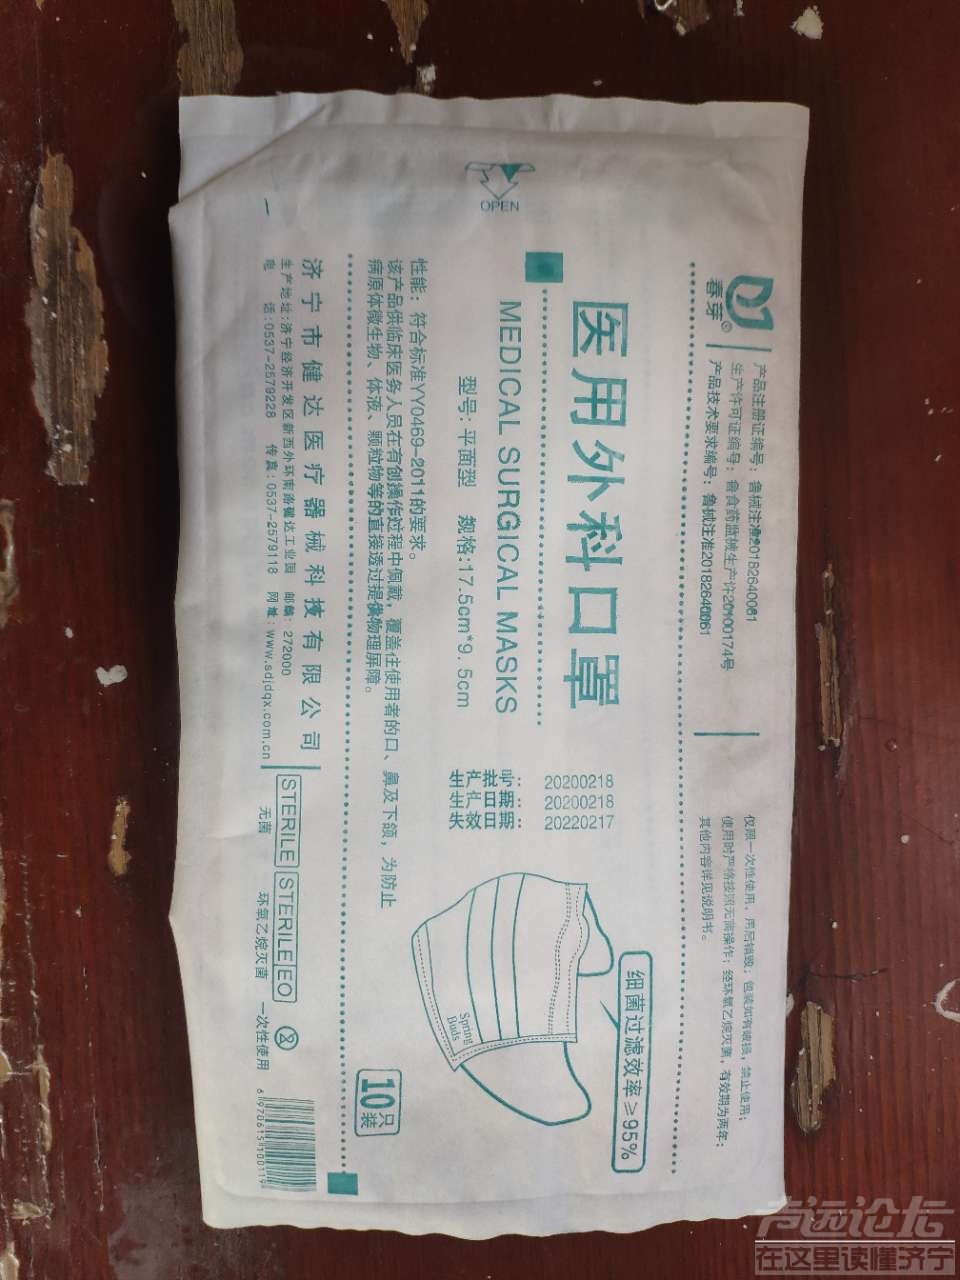 OPEN
春芽®
产品注册证编号：鲁械注准20182640061
生产许可证编号：鲁食药监械生产许20100174号
产品技术要求编号：鲁械注准20182640061
仅限一次性使用，用后销毁；包装如有破损，禁止使用；
使用时严格按照无菌操作；经环氧乙烷灭菌，有效期为两年；
其他内容详见说明书。
医用外科口罩
MEDICAL SURGICAL MASKS
型号:平面型 规格:17.5cm*9.5cm
生产批号: 20200218
生产日期: 20200218
失效日期: 20220217
细菌过滤效率≥95%
Spring
Buds
性能：符合标准YY0469-2011的要求。
该产品供临床医务人员在有创操作过程中佩戴，覆盖住使用者的口、鼻及下颌，为防止
病原体微生物、体液、颗粒物等的直接透过提供物理屏障。
10只装
济宁市健达医疗器械科技有限公司
生产地址:济宁经济开发区新西外环南路健达工业园 邮编: 272000
电 话:0537-2579228 传真:0537-2579118 网址: www.sdjdqx.com.cn
STERILE STERILE EO
无菌 环氧乙烷灭菌 一次性使用
6978615100119
声远论坛
在这里读懂济宁